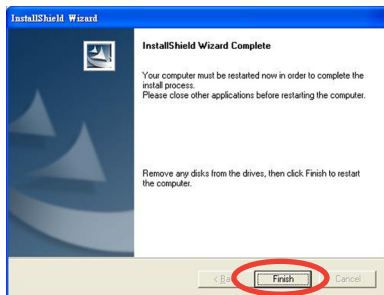 InstallShield Wizard
InstallShield Wizard Complete
Your computer must be restarted now in order to complete the
install process.
Please close other applications before restarting the computer.
Remove any disks from the drives, then click Finish to restart
the computer.
< Ba
Finish
Cancel